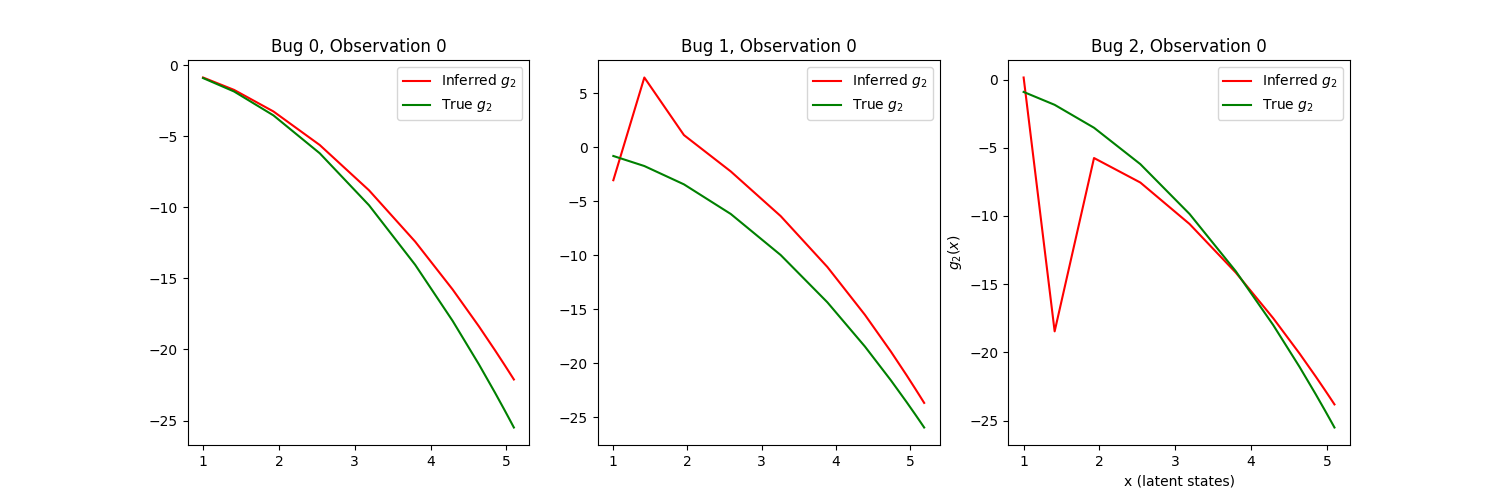 Bug 0, Observation 0
Inferred g₂
True g₂
0
−5
−10
−15
−20
−25
1 2 3 4 5
Bug 1, Observation 0
Inferred g₂
True g₂
5
0
−5
−10
−15
−20
−25
1 2 3 4 5
Bug 2, Observation 0
Inferred g₂
True g₂
g₂(x)
0
−5
−10
−15
−20
−25
1 2 3 4 5
x (latent states)